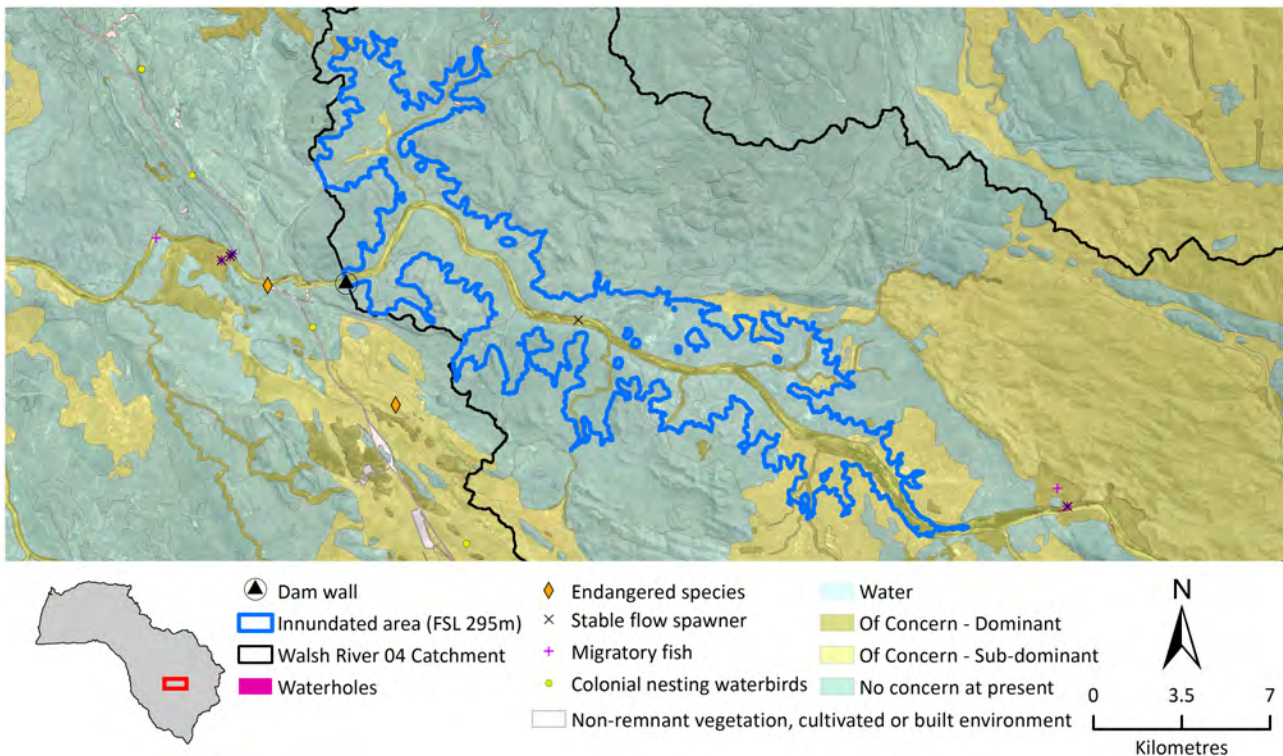 Dam wall
Innundated area (FSL 295m)
Walsh River 04 Catchment
Waterholes
Endangered species
Stable flow spawner
Migratory fish
Colonial nesting waterbirds
Non-remnant vegetation, cultivated or built environment
Water
Of Concern - Dominant
Of Concern - Sub-dominant
No concern at present
N
0 3.5 7
Kilometres